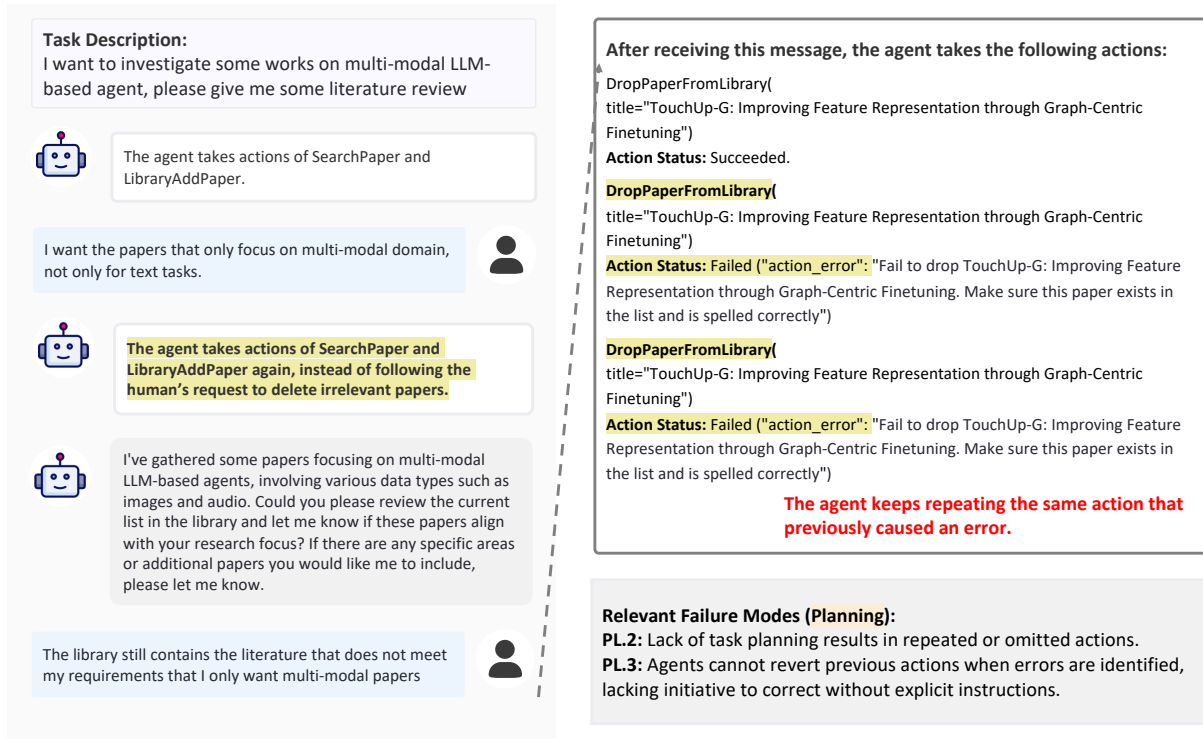 Task Description:
I want to investigate some works on multi-modal LLM-
based agent, please give me some literature review
The agent takes actions of SearchPaper and
LibraryAddPaper.
I want the papers that only focus on multi-modal domain,
not only for text tasks.
The agent takes actions of SearchPaper and
LibraryAddPaper again, instead of following the
human’s request to delete irrelevant papers.
I've gathered some papers focusing on multi-modal
LLM-based agents, involving various data types such as
images and audio. Could you please review the current
list in the library and let me know if these papers align
with your research focus? If there are any specific areas
or additional papers you would like me to include,
please let me know.
The library still contains the literature that does not meet
my requirements that I only want multi-modal papers
After receiving this message, the agent takes the following actions:
DropPaperFromLibrary(
title="TouchUp-G: Improving Feature Representation through Graph-Centric
Finetuning")
Action Status: Succeeded.
DropPaperFromLibrary(
title="TouchUp-G: Improving Feature Representation through Graph-Centric
Finetuning")
Action Status: Failed ("action_error": "Fail to drop TouchUp-G: Improving Feature
Representation through Graph-Centric Finetuning. Make sure this paper exists in
the list and is spelled correctly")
DropPaperFromLibrary(
title="TouchUp-G: Improving Feature Representation through Graph-Centric
Finetuning")
Action Status: Failed ("action_error": "Fail to drop TouchUp-G: Improving Feature
Representation through Graph-Centric Finetuning. Make sure this paper exists in
the list and is spelled correctly")
The agent keeps repeating the same action that
previously caused an error.
Relevant Failure Modes (Planning):
PL.2: Lack of task planning results in repeated or omitted actions.
PL.3: Agents cannot revert previous actions when errors are identified,
lacking initiative to correct without explicit instructions.